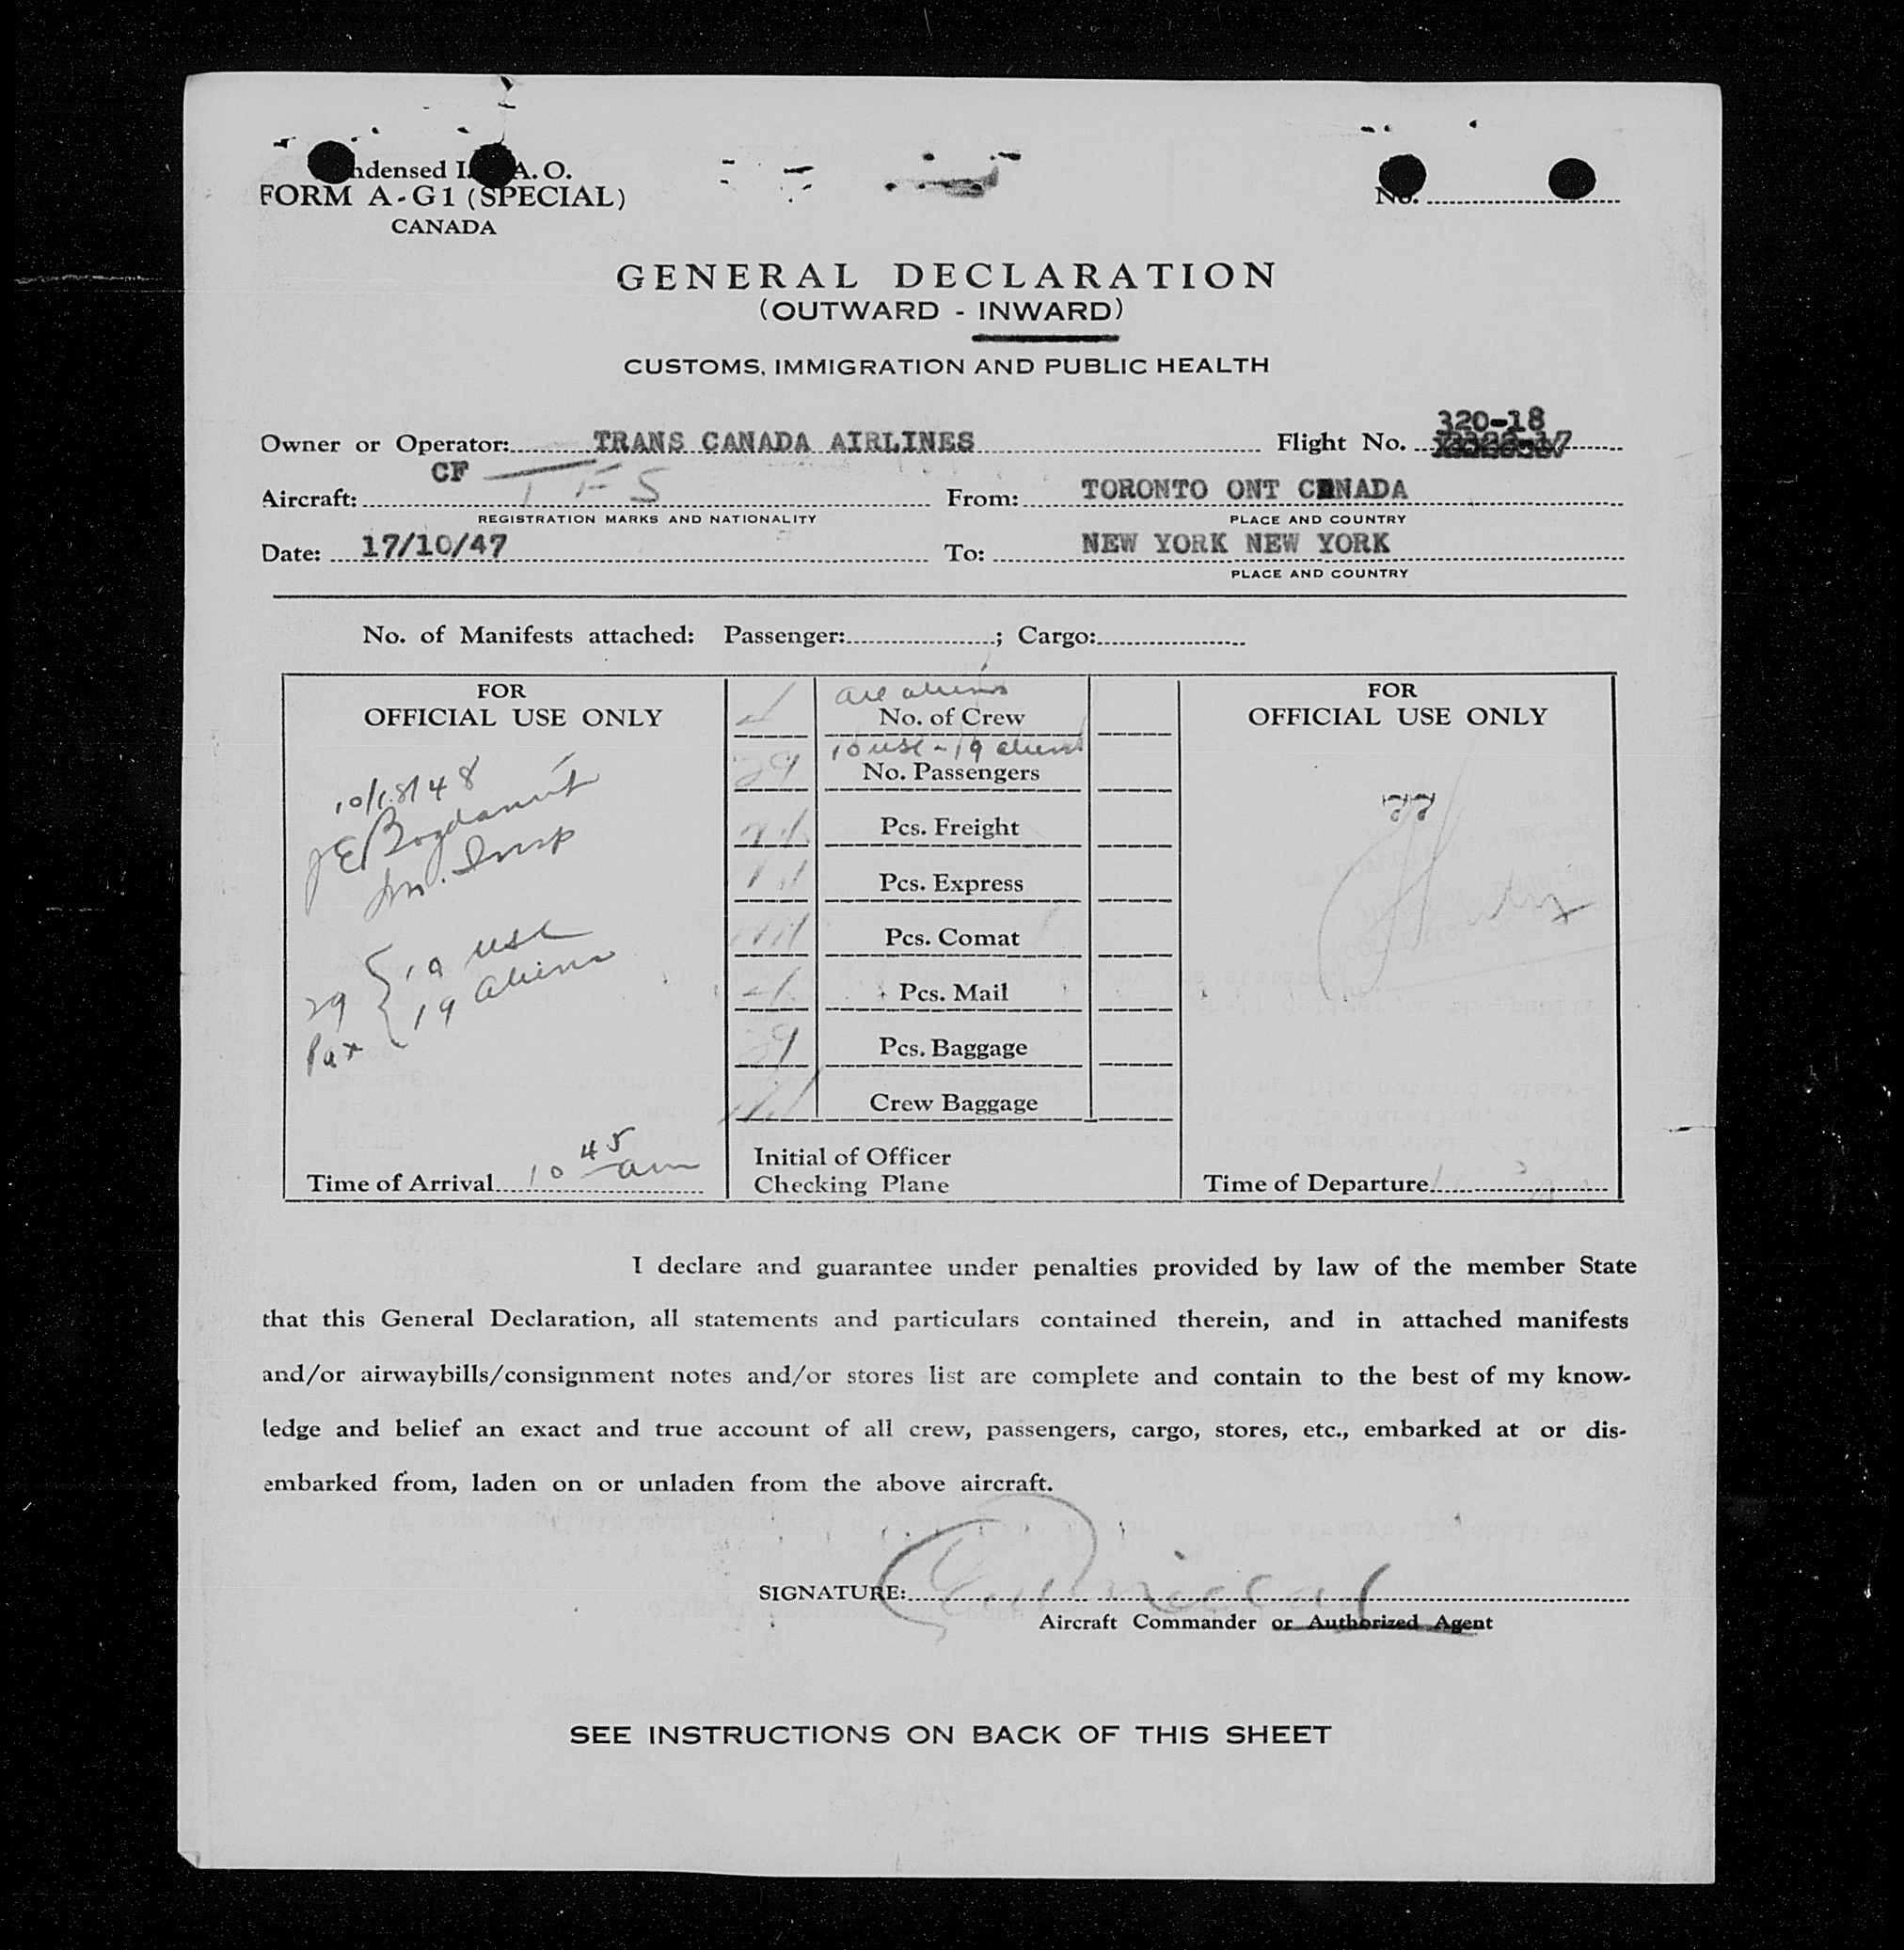 ndensed I. A.O.
FORM A-G1 (SPECIAL)
CANADA
No.
GENERAL DECLARATION
(OUTWARD - INWARD)
CUSTOMS, IMMIGRATION AND PUBLIC HEALTH
320-18
Owner or Operator: TRANS CANADA AIRLINES Flight No.
Aircraft: CF TFS From: TORONTO ONT CANADA
REGISTRATION MARKS AND NATIONALITY PLACE AND COUNTRY
Date: 17/10/47 To: NEW YORK NEW YORK
PLACE AND COUNTRY
No. of Manifests attached: Passenger: ; Cargo:
FOR
OFFICIAL USE ONLY
10/18/48
29 Pax
10 USC
19 Aliens
Time of Arrival 10 45 am
All aliens
No. of Crew
10 USC - 19 aliens
29 No. Passengers
Pcs. Freight
Pcs. Express
Pcs. Comat
Pcs. Mail
29 Pcs. Baggage
Crew Baggage
Initial of Officer
Checking Plane
FOR
OFFICIAL USE ONLY
Time of Departure
I declare and guarantee under penalties provided by law of the member State
that this General Declaration, all statements and particulars contained therein, and in attached manifests
and/or airwaybills/consignment notes and/or stores list are complete and contain to the best of my know-
ledge and belief an exact and true account of all crew, passengers, cargo, stores, etc., embarked at or dis-
embarked from, laden on or unladen from the above aircraft.
SIGNATURE:
Aircraft Commander or Authorized Agent
SEE INSTRUCTIONS ON BACK OF THIS SHEET